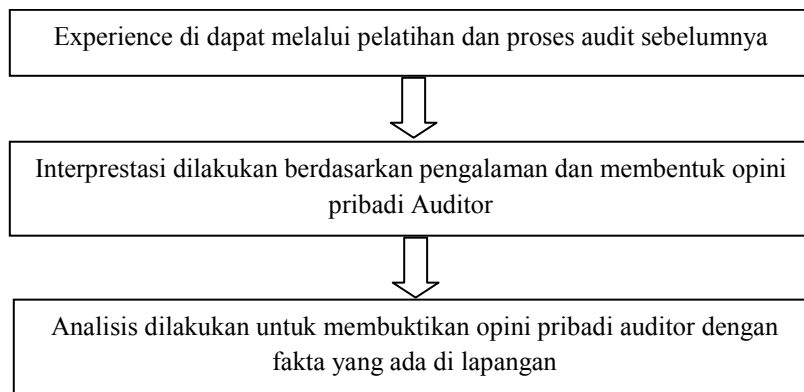 Experience di dapat melalui pelatihan dan proses audit sebelumnya
Interprestasi dilakukan berdasarkan pengalaman dan membentuk opini
pribadi Auditor
Analisis dilakukan untuk membuktikan opini pribadi auditor dengan
fakta yang ada di lapangan